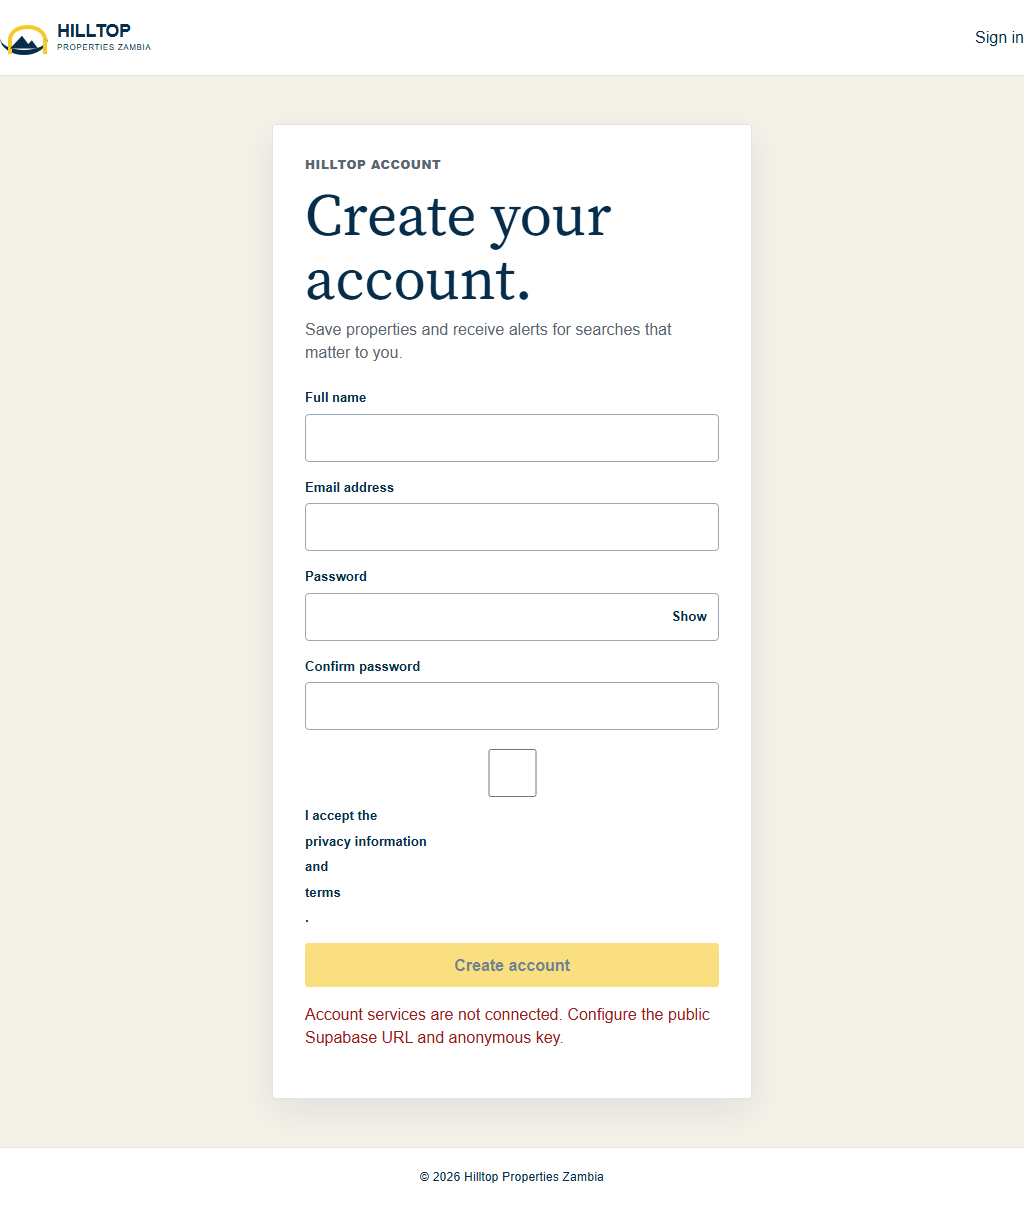 HILLTOP
PROPERTIES ZAMBIA
Sign in
HILLTOP ACCOUNT
Create your
account.
Save properties and receive alerts for searches that
matter to you.
Full name
Email address
Password
Show
Confirm password
I accept the
privacy information
and
terms
.
Create account
Account services are not connected. Configure the public
Supabase URL and anonymous key.
© 2026 Hilltop Properties Zambia